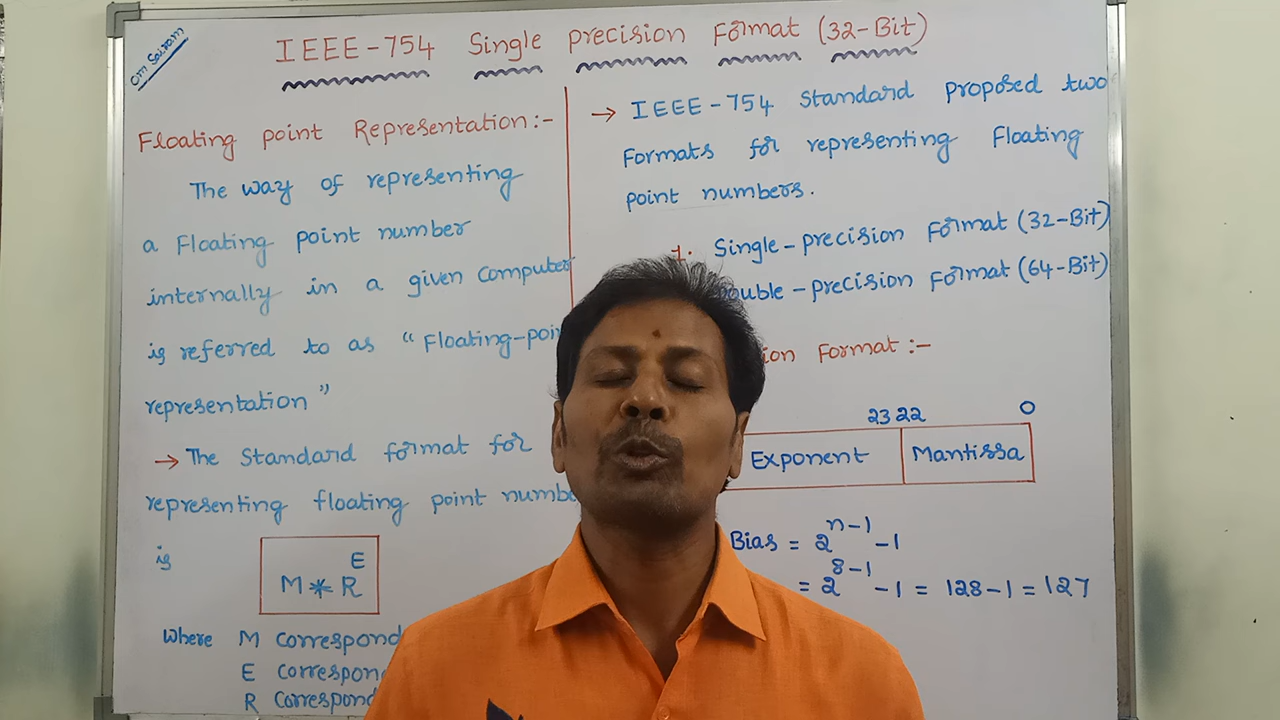 Om Sairam
IEEE-754 Single precision Format (32-Bit)
Floating point Representation:-
The way of representing
a Floating point number
internally in a given computer
is referred to as "Floating-poin
representation"
→ The Standard format for
representing floating point numbe
is
E
M * R
Where M correspond
E correspon
R correspond
→ IEEE-754 Standard proposed two
Formats for representing Floating
point numbers.
1. Single-precision Format (32-Bit)
Double-precision Format (64-Bit)
ion Format:-
23 22 0
Exponent Mantissa
Bias = 2^n-1 -1
= 2^8-1 -1 = 128-1 = 127